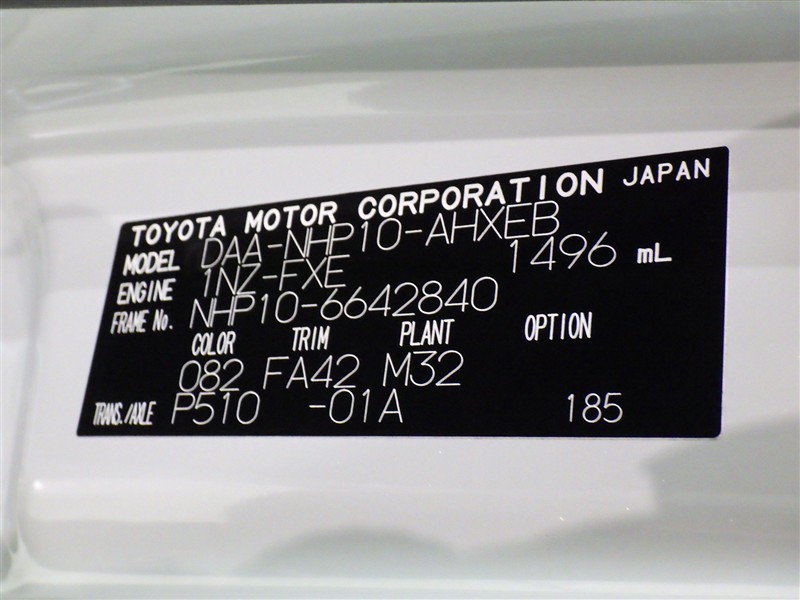 TOYOTA MOTOR CORPORATION JAPAN
MODEL DAA-NHP10-AHXEB
ENGINE 1NZ-FXE 1496 mL
FRAME No. NHP10-6642840
COLOR TRIM PLANT OPTION
082 FA42 M32
TRANS./AXLE P510 -01A 185